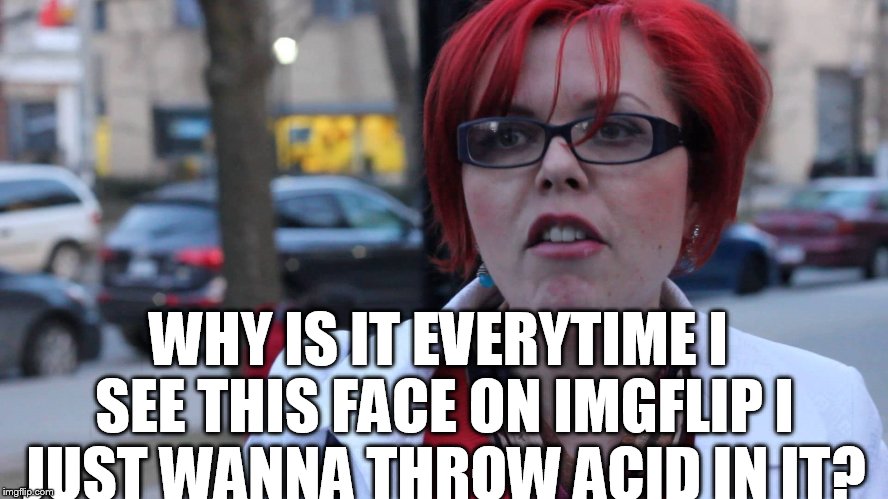 WHY IS IT EVERYTIME I
SEE THIS FACE ON IMGFLIP I
JUST WANNA THROW ACID IN IT?
imgflip.com